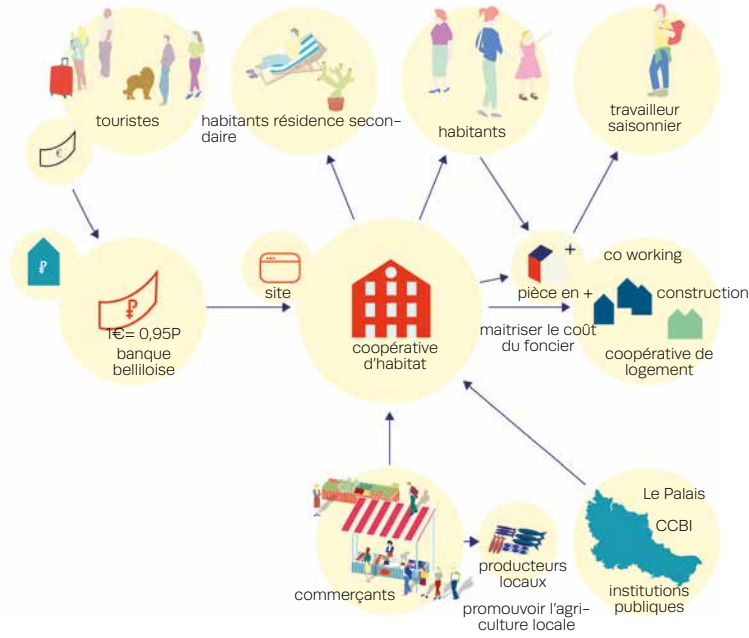 touristes
habitants résidence secon-
daire
habitants
travailleur
saisonnier
€
₽
site
₽
1€= 0,95P
banque
belliloise
coopérative
d'habitat
+
pièce en +
co working
construction
maitriser le coût
du foncier
coopérative de
logement
commerçants
producteurs
locaux
promouvoir l'agri-
culture locale
Le Palais
CCBI
institutions
publiques